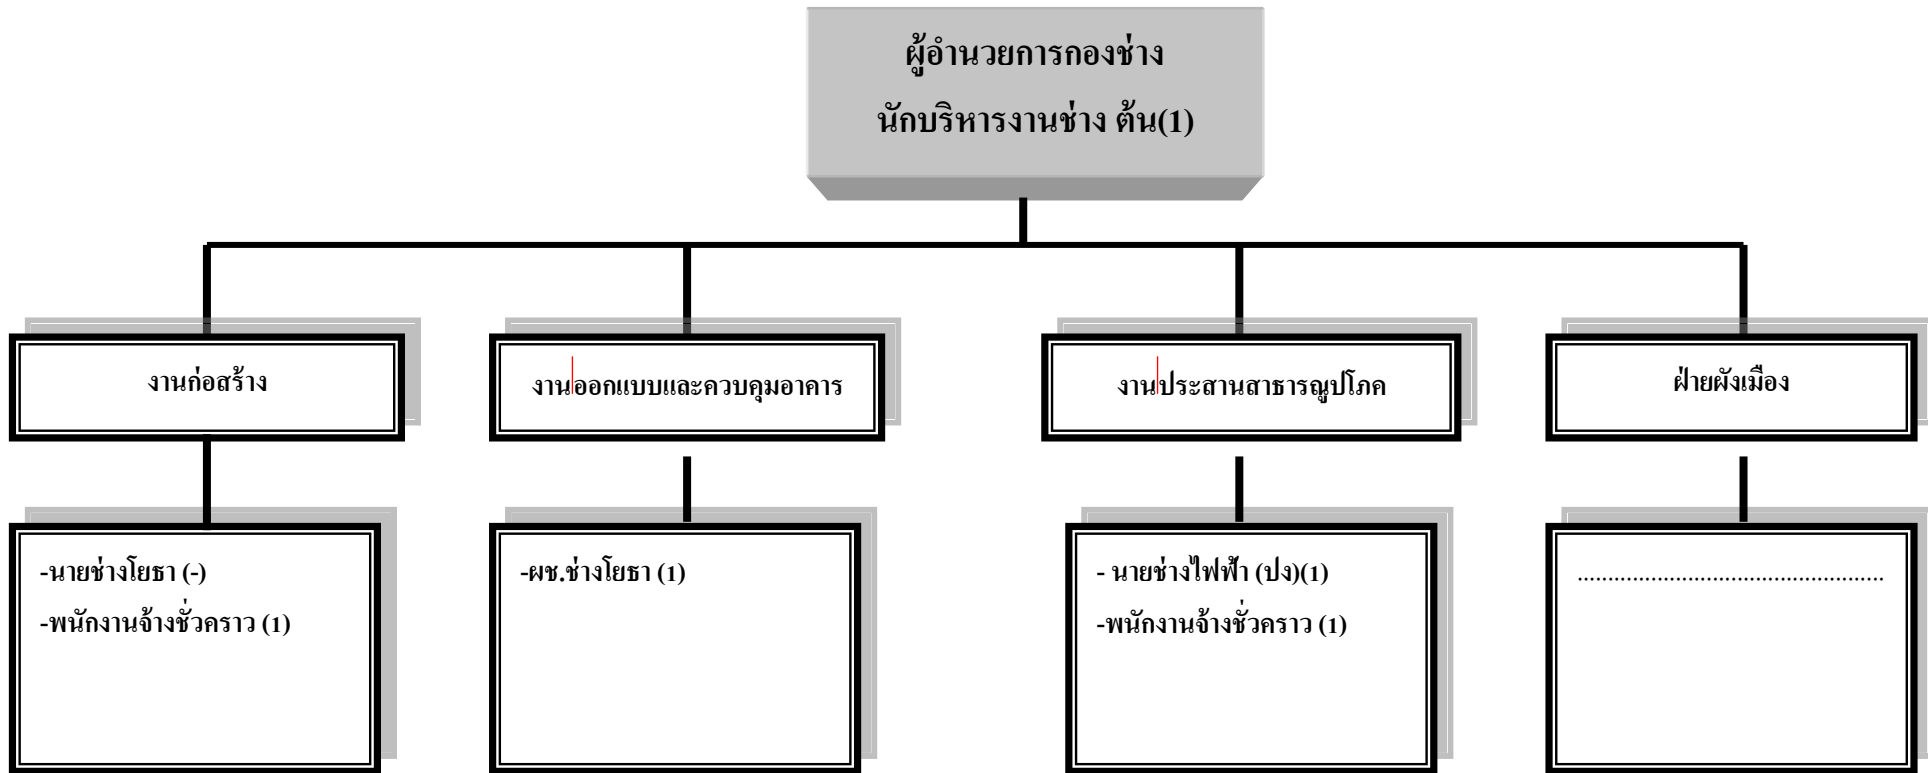 ผู้อำนวยการกองช่าง
นักบริหารงานช่าง ต้น(1)
งานก่อสร้าง
งานออกแบบและควบคุมอาคาร
งานประสานสาธารณูปโภค
ฝ่ายผังเมือง
-นายช่างโยธา (-)
-พนักงานจ้างชั่วคราว (1)
-ผช.ช่างโยธา (1)
- นายช่างไฟฟ้า (ปง)(1)
-พนักงานจ้างชั่วคราว (1)
..................................................